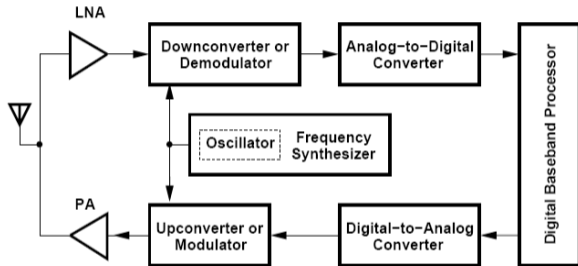 LNA
Downconverter or
Demodulator
Analog-to-Digital
Converter
Digital Baseband Processor
Oscillator
Frequency
Synthesizer
PA
Upconverter or
Modulator
Digital-to-Analog
Converter